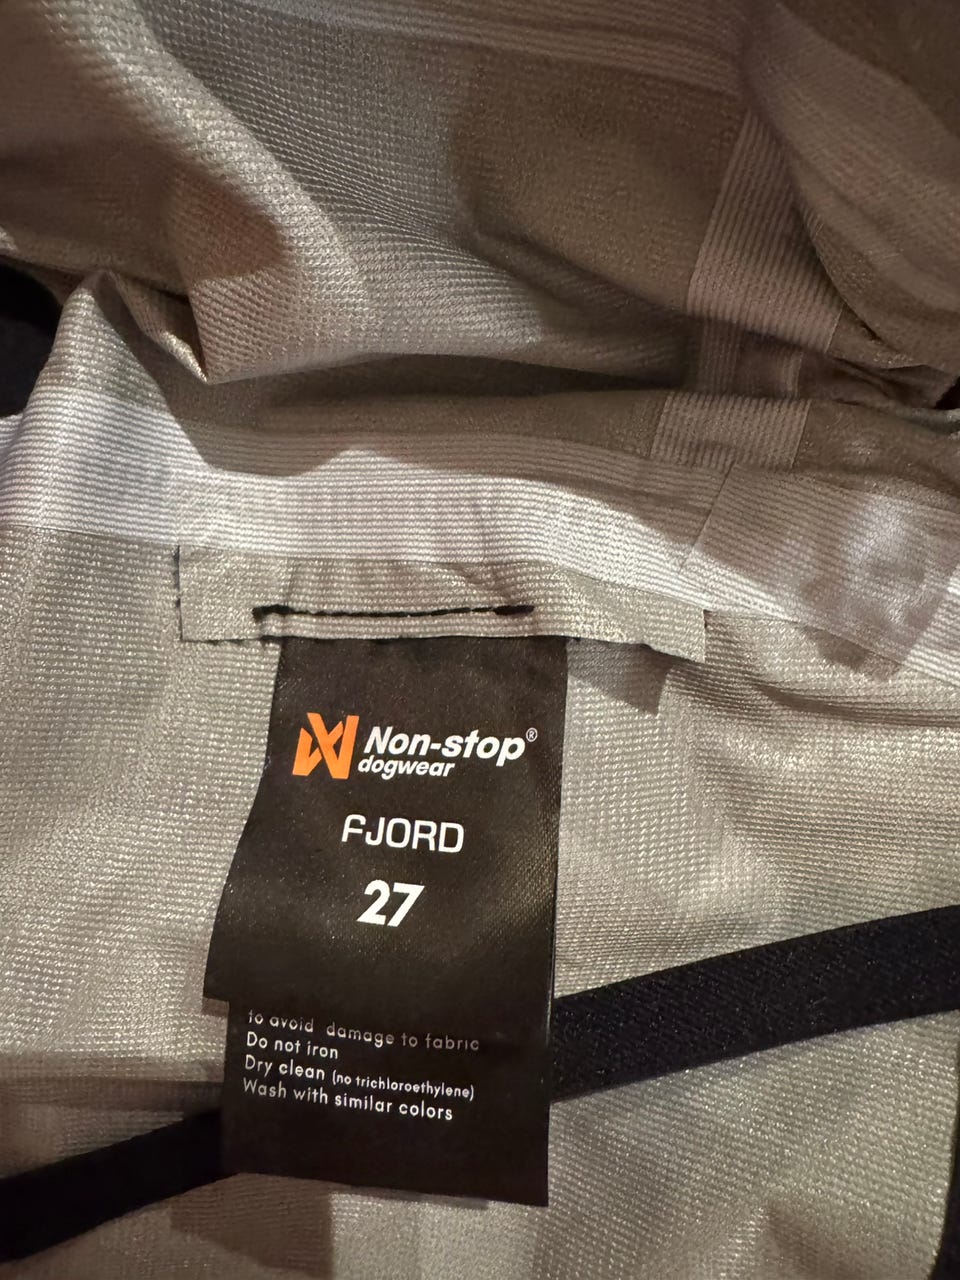 Non-stop®
dogwear
FJORD
27
to avoid damage to fabric
Do not iron
Dry clean (no trichloroethylene)
Wash with similar colors